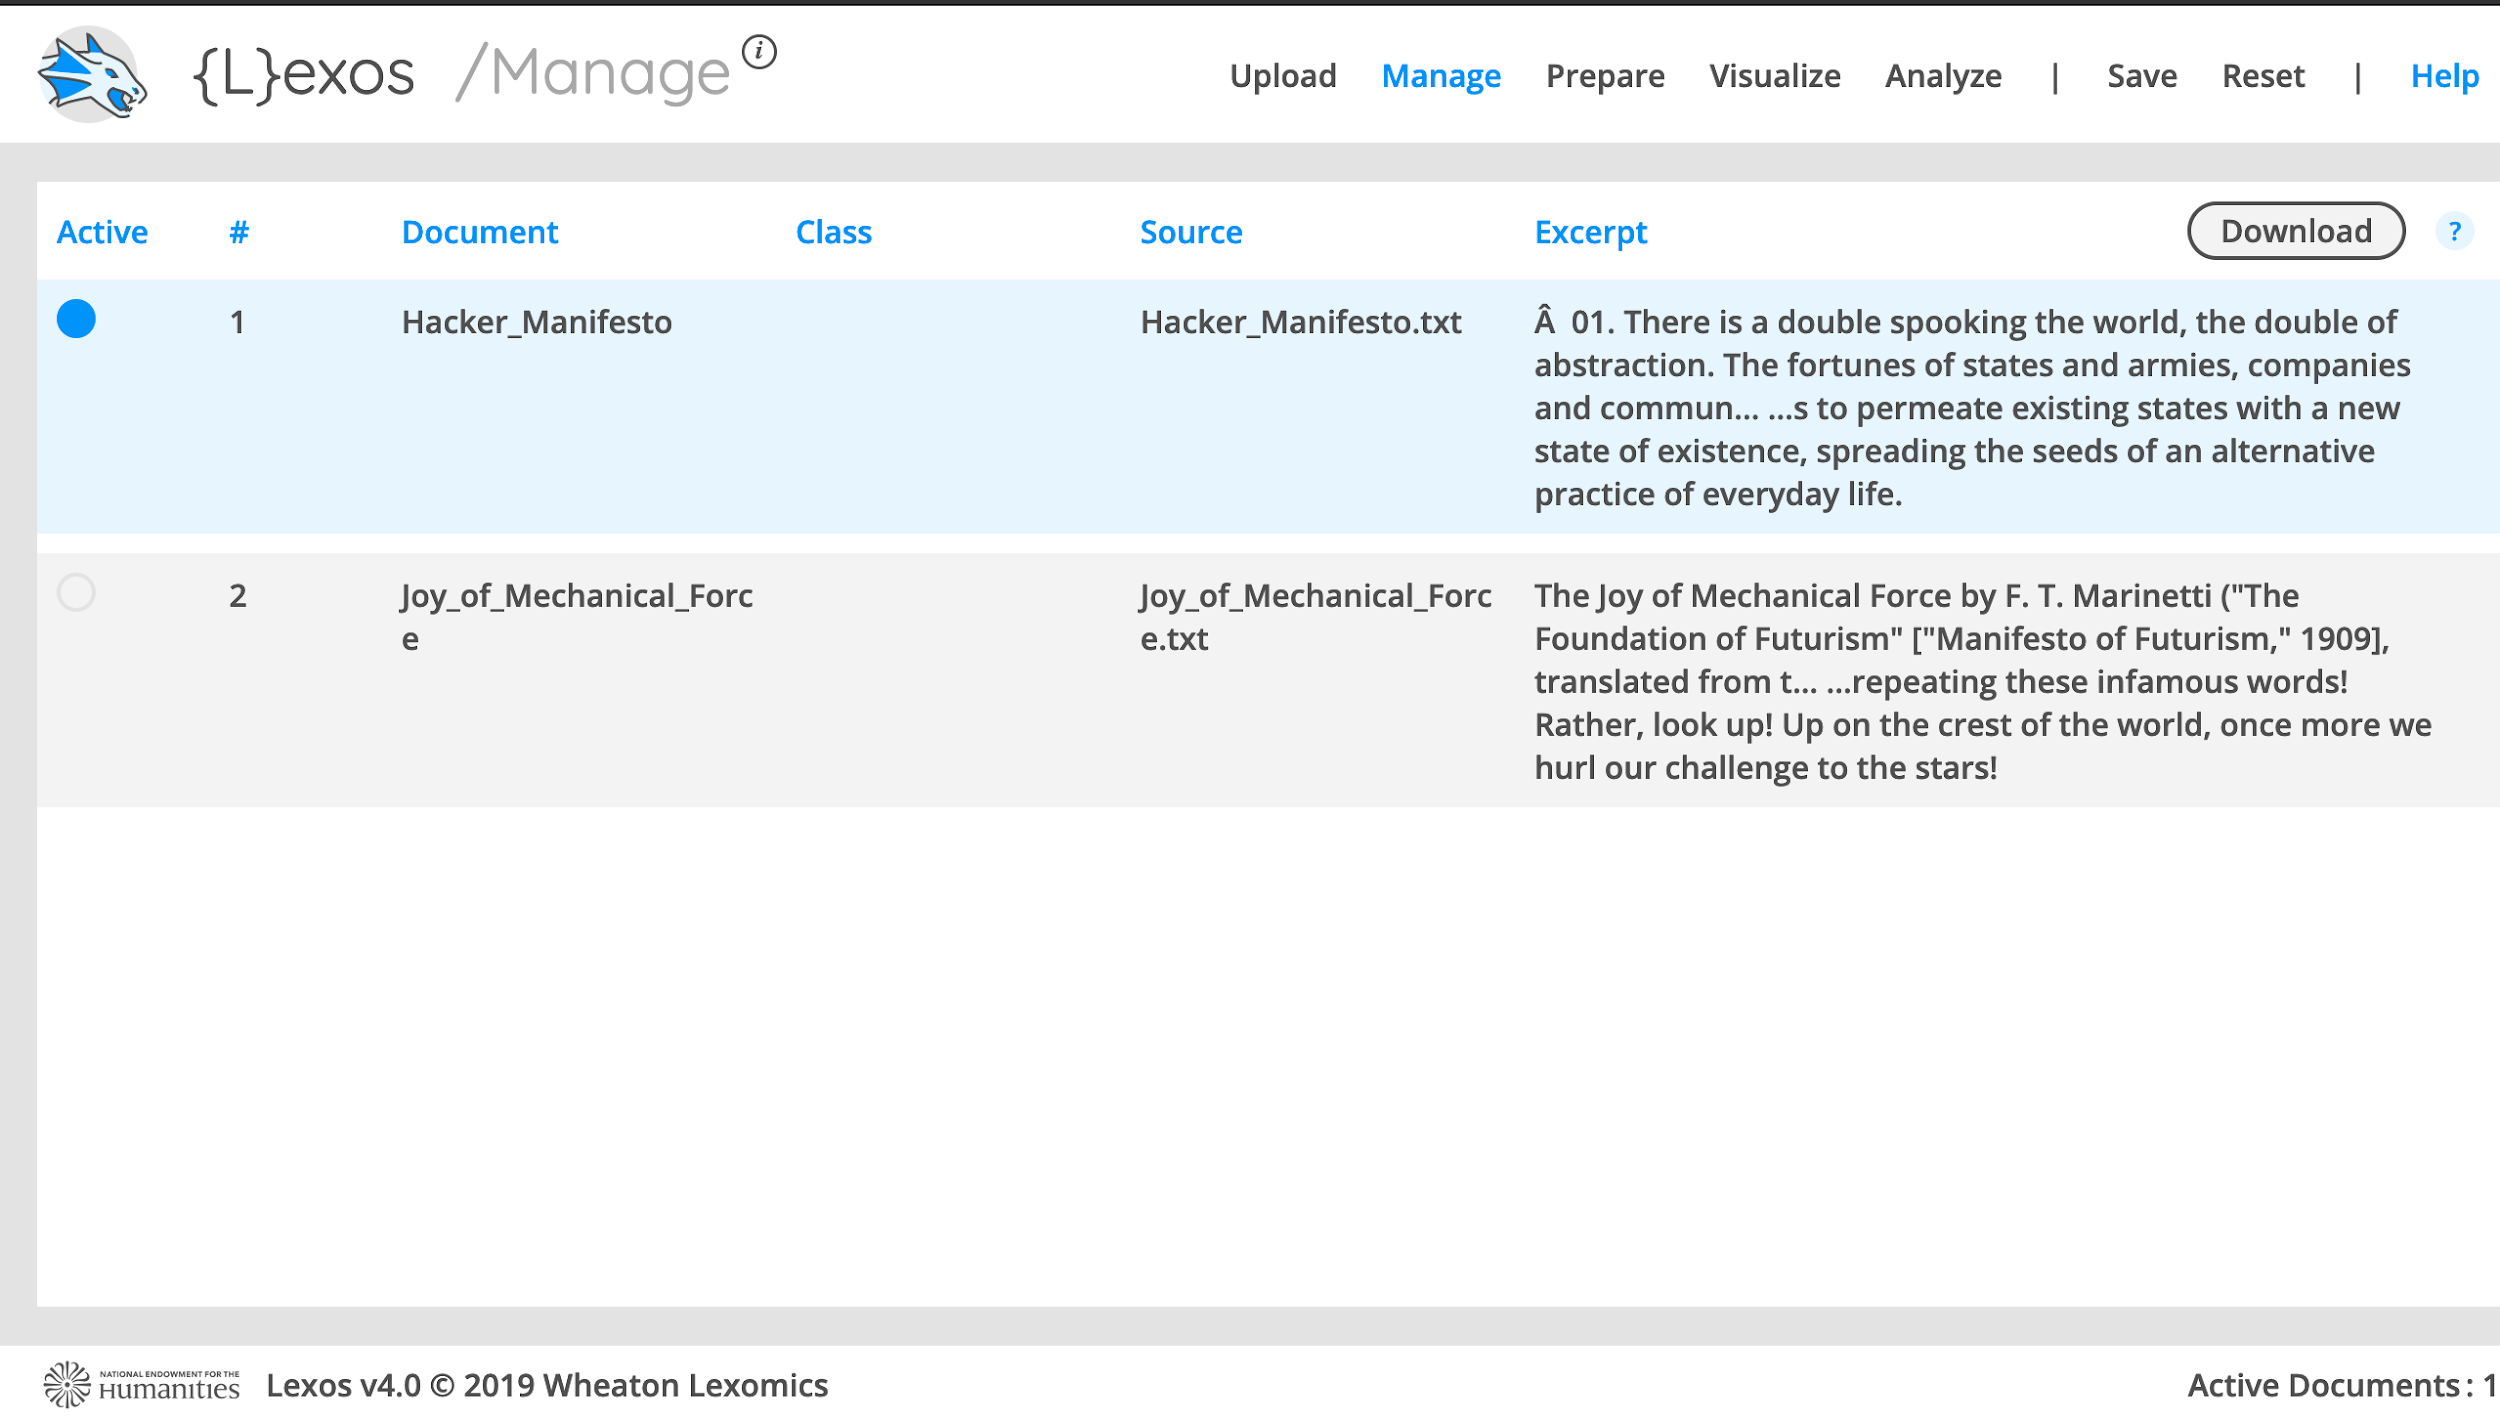 {L}exos /Manage i Upload Manage Prepare Visualize Analyze | Save Reset | Help
Active # Document Class Source Excerpt Download ?
1 Hacker_Manifesto Hacker_Manifesto.txt Â 01. There is a double spooking the world, the double of
abstraction. The fortunes of states and armies, companies
and commun... ...s to permeate existing states with a new
state of existence, spreading the seeds of an alternative
practice of everyday life.
2 Joy_of_Mechanical_Forc Joy_of_Mechanical_Forc The Joy of Mechanical Force by F. T. Marinetti ("The
e e.txt Foundation of Futurism" ["Manifesto of Futurism," 1909],
translated from t... ...repeating these infamous words!
Rather, look up! Up on the crest of the world, once more we
hurl our challenge to the stars!
NATIONAL ENDOWMENT FOR THE
Humanities Lexos v4.0 © 2019 Wheaton Lexomics Active Documents : 1